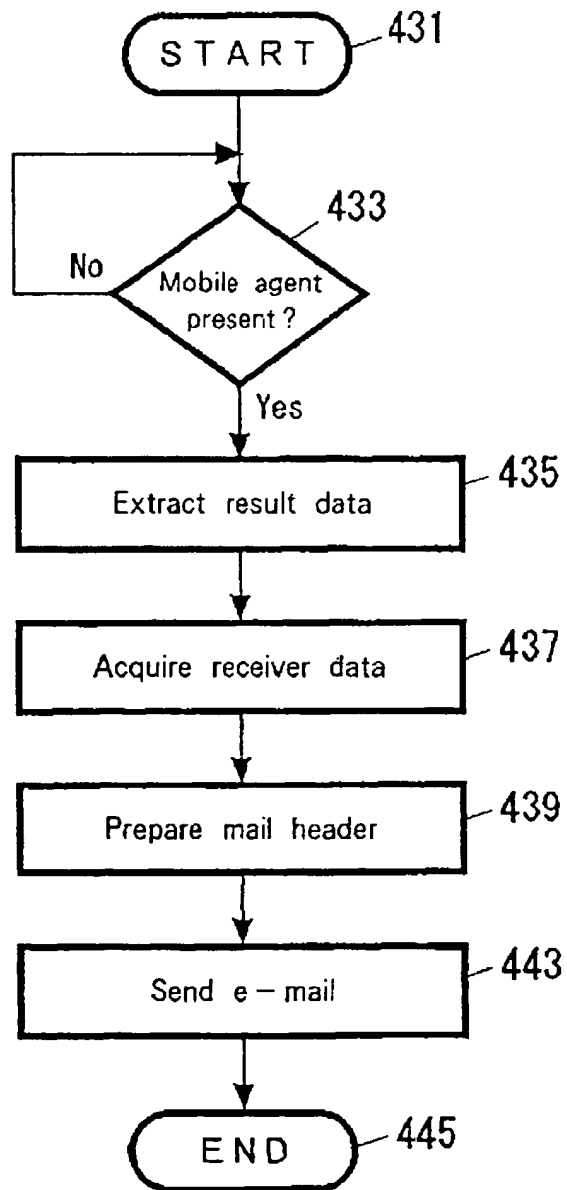 START
431
433
No
Mobile agent
present?
Yes
Extract result data
435
Acquire receiver data
437
Prepare mail header
439
Send e-mail
443
END
445